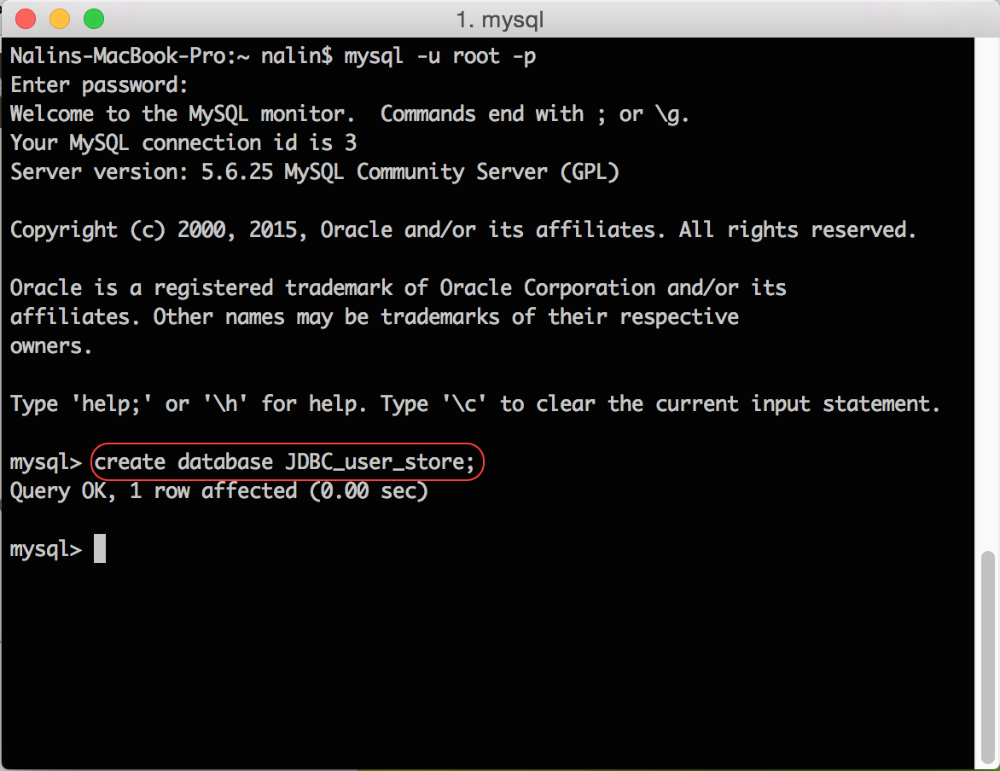 1. mysql
Nalins-MacBook-Pro:~ nalin$ mysql -u root -p
Enter password:
Welcome to the MySQL monitor.  Commands end with ; or \g.
Your MySQL connection id is 3
Server version: 5.6.25 MySQL Community Server (GPL)
Copyright (c) 2000, 2015, Oracle and/or its affiliates. All rights reserved.
Oracle is a registered trademark of Oracle Corporation and/or its
affiliates. Other names may be trademarks of their respective
owners.
Type 'help;' or '\h' for help. Type '\c' to clear the current input statement.
mysql> create database JDBC_user_store;
Query OK, 1 row affected (0.00 sec)
mysql>